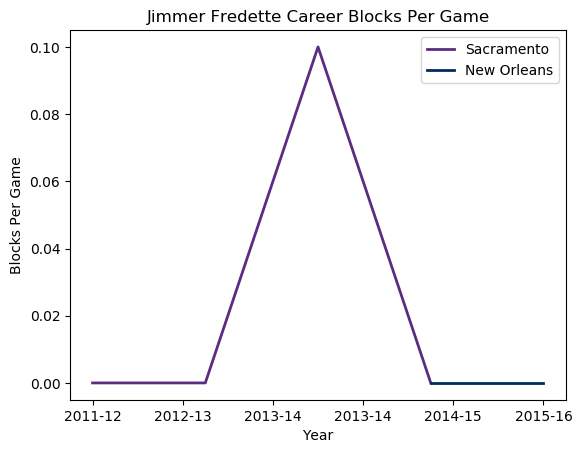 Jimmer Fredette Career Blocks Per Game
Sacramento
New Orleans
0.10
0.08
0.06
0.04
0.02
0.00
Blocks Per Game
2011-12 2012-13 2013-14 2013-14 2014-15 2015-16
Year